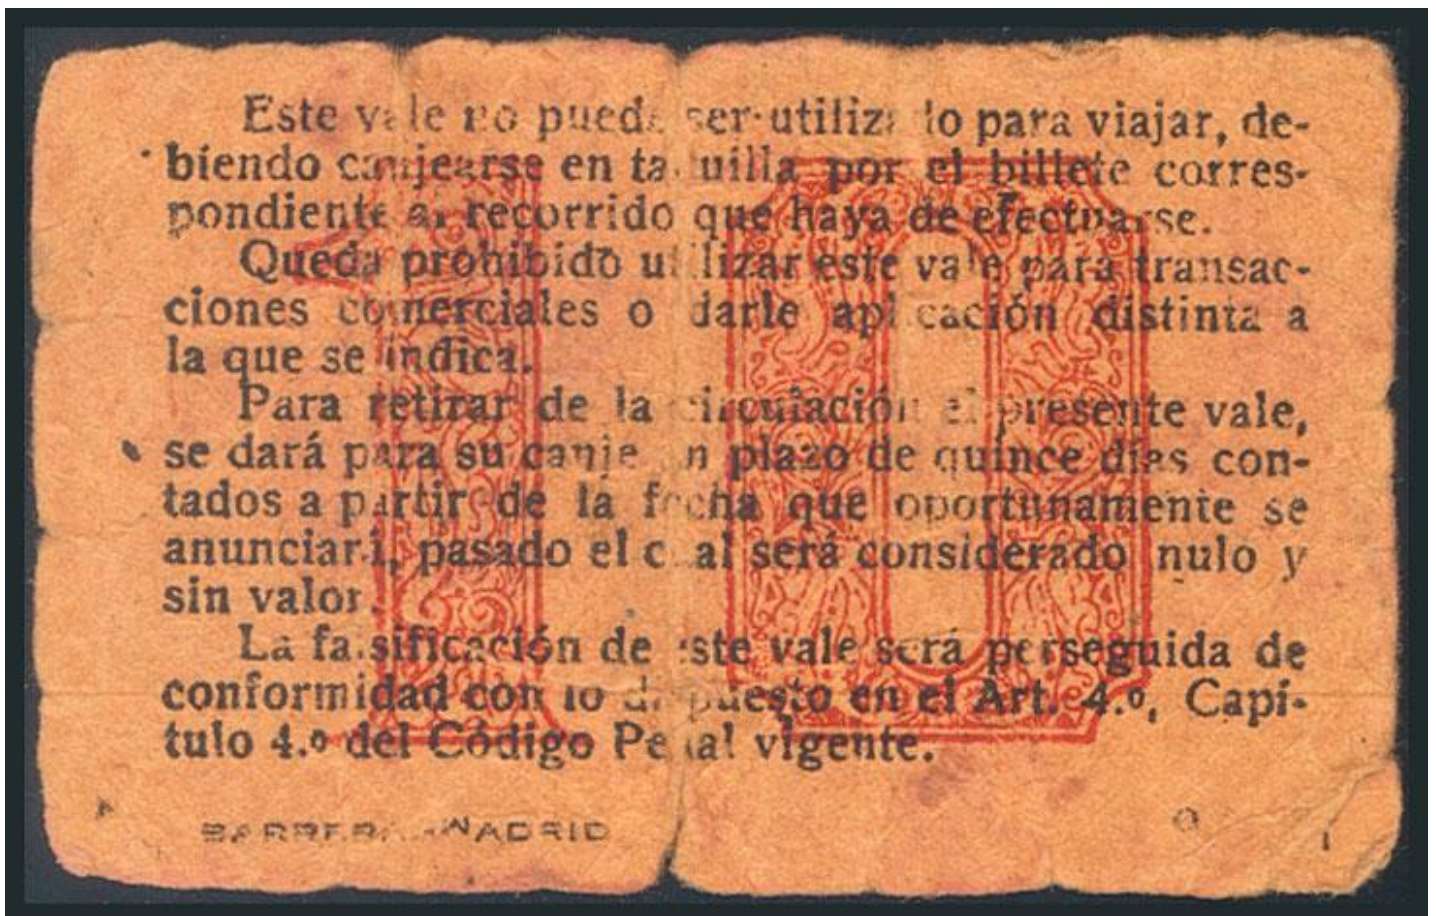 Este vale no puede ser utilizado para viajar, de-
biendo canjearse en taquilla por el billete corres-
pondiente al recorrido que haya de efectuarse.
Queda prohibido utilizar este vale para transac-
ciones comerciales o darle aplicación distinta a
la que se indica.
Para retirar de la circulación el presente vale,
se dará para su canje un plazo de quince días con-
tados a partir de la fecha que oportunamente se
anunciará, pasado el cual será considerado nulo y
sin valor.
La falsificación de este vale será perseguida de
conformidad con lo dispuesto en el Art. 4.º, Capí-
tulo 4.º del Código Penal vigente.
10
MADRID